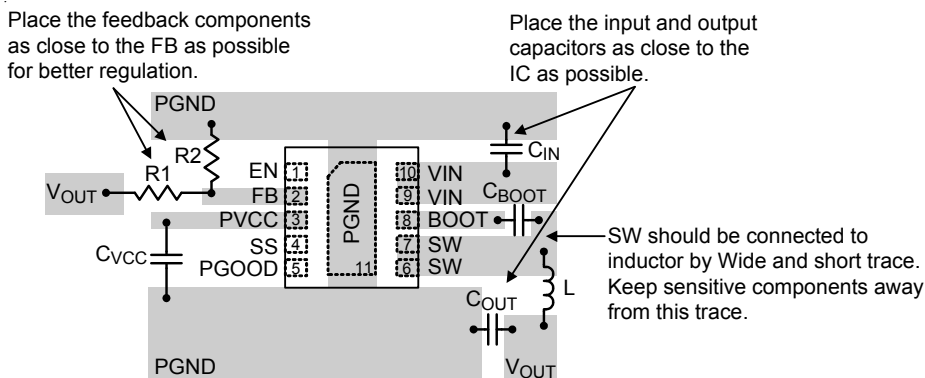 Place the feedback components
as close to the FB as possible
for better regulation.
Place the input and output
capacitors as close to the
IC as possible.
PGND
R2
R1
VOUT
CIN
EN 1
FB 2
PVCC 3
SS 4
PGOOD 5
PGND
11
10 VIN
9 VIN
8 BOOT
7 SW
6 SW
CBOOT
CVCC
SW should be connected to
inductor by Wide and short trace.
Keep sensitive components away
from this trace.
L
COUT
PGND
VOUT